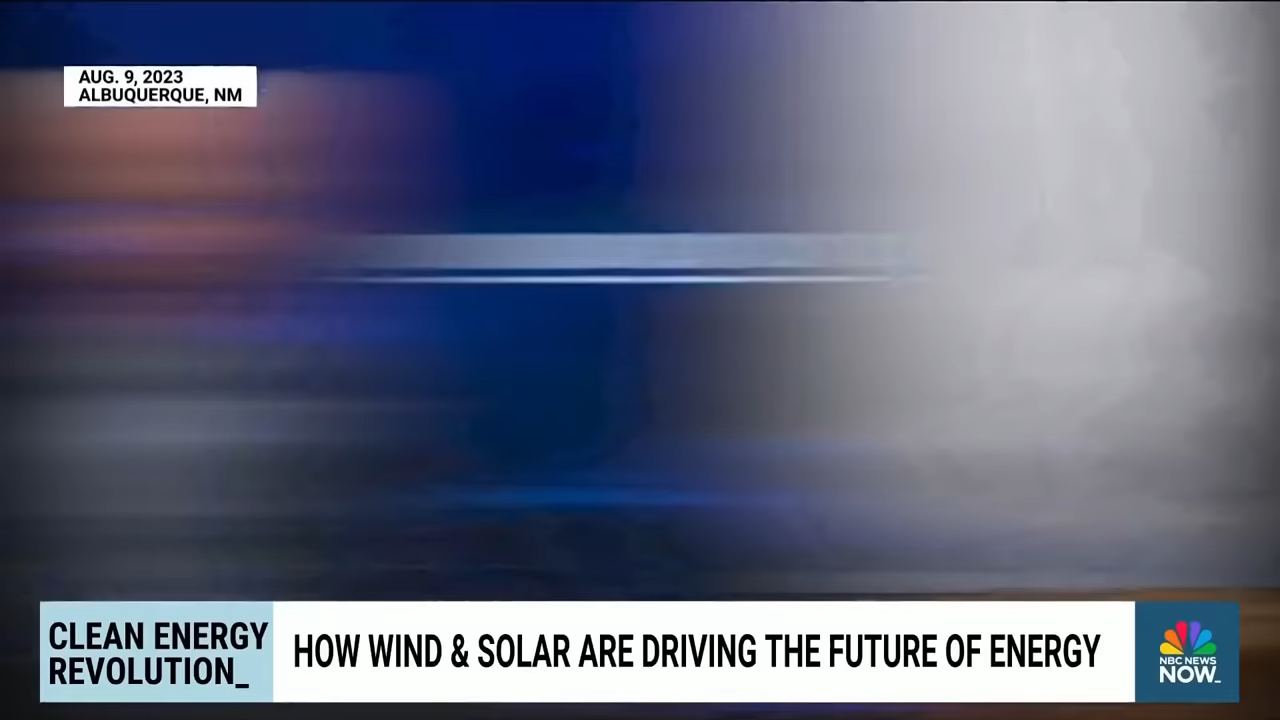 AUG. 9, 2023
ALBUQUERQUE, NM
CLEAN ENERGY
REVOLUTION_
HOW WIND & SOLAR ARE DRIVING THE FUTURE OF ENERGY
NBC NEWS
NOW_